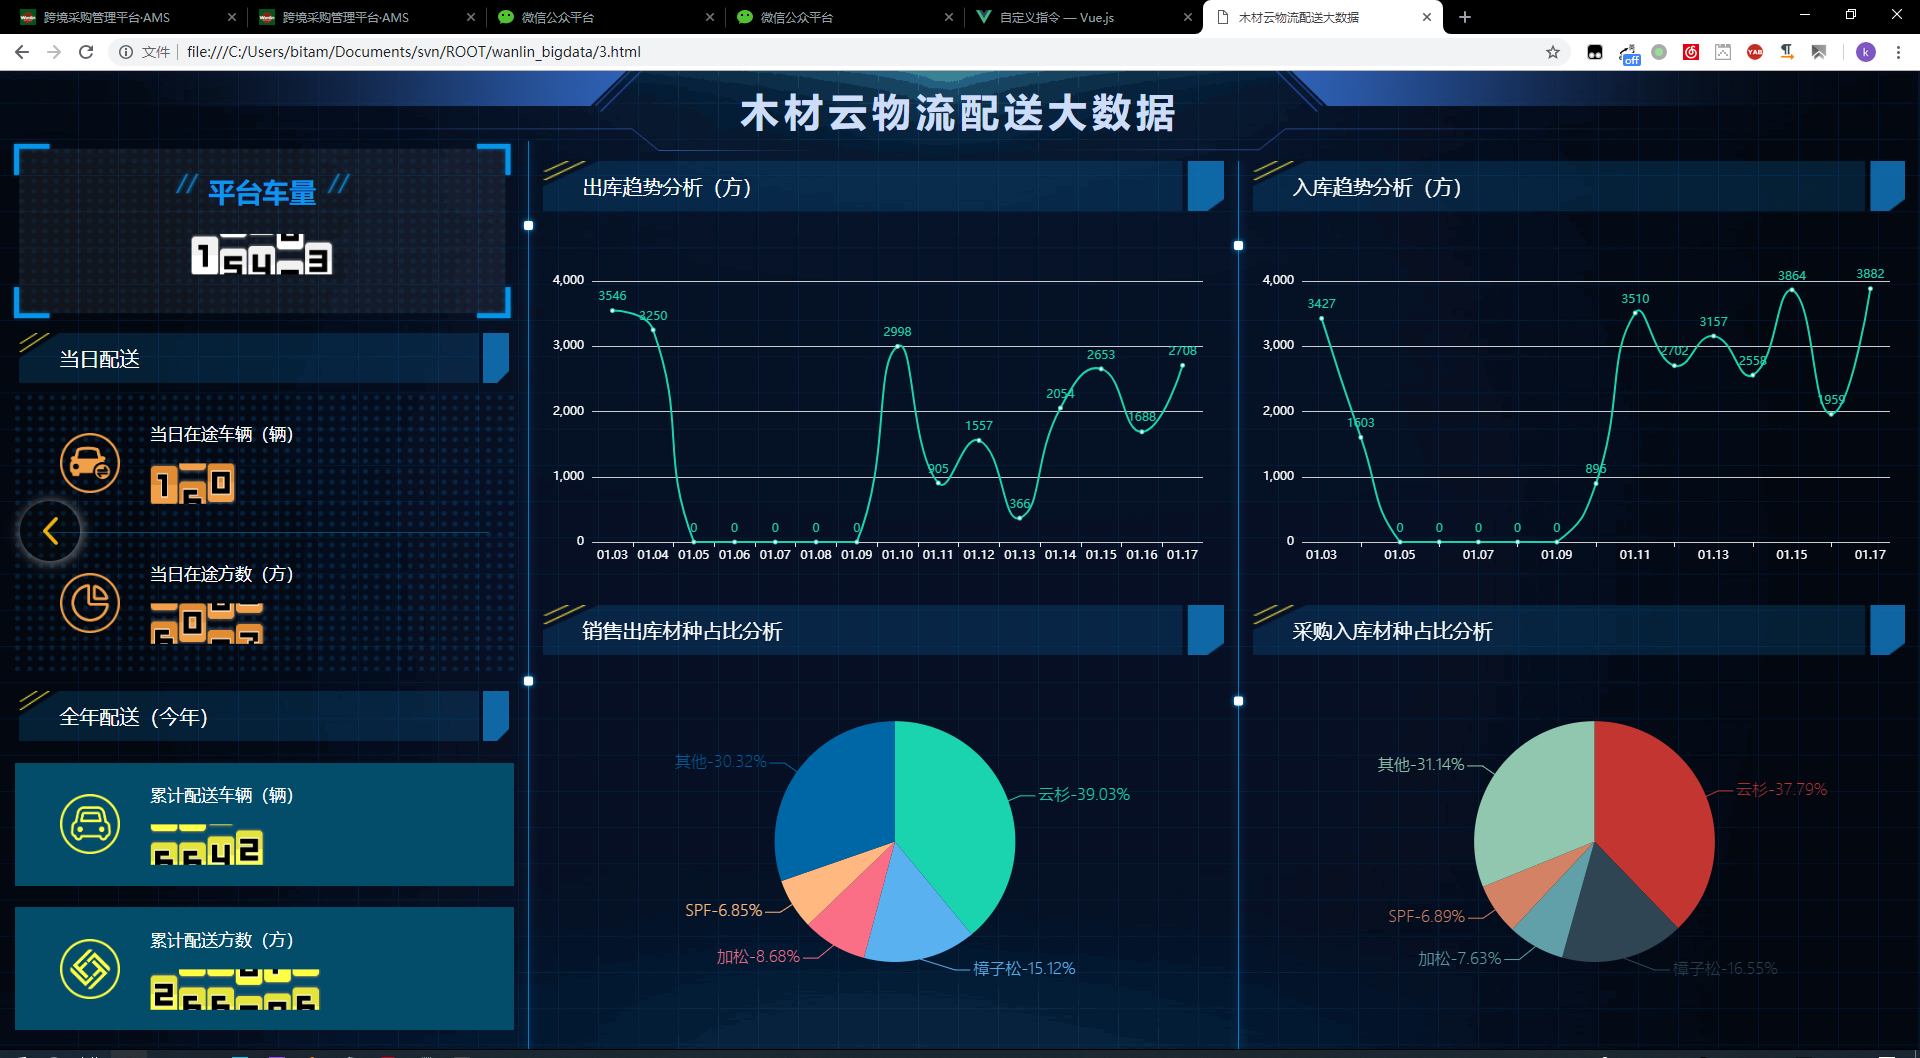 跨境采购管理平台·AMS
跨境采购管理平台·AMS
微信公众平台
微信公众平台
自定义指令 — Vue.js
木材云物流配送大数据
文件
file:///C:/Users/bitam/Documents/svn/ROOT/wanlin_bigdata/3.html
off
k
木材云物流配送大数据
// 平台车量 //
当日配送
当日在途车辆（辆）
当日在途方数（方）
全年配送（今年）
累计配送车辆（辆）
累计配送方数（方）
出库趋势分析（方）
4,000
3,000
2,000
1,000
0
3546
3250
0
0
0
0
0
2998
905
1557
366
2054
2653
1688
2708
01.03 01.04 01.05 01.06 01.07 01.08 01.09 01.10 01.11 01.12 01.13 01.14 01.15 01.16 01.17
入库趋势分析（方）
4,000
3,000
2,000
1,000
0
3427
1603
0
0
0
0
0
896
3510
2702
3157
2558
3864
1959
3882
01.03 01.05 01.07 01.09 01.11 01.13 01.15 01.17
销售出库材种占比分析
其他-30.32%
云杉-39.03%
SPF-6.85%
加松-8.68%
樟子松-15.12%
采购入库材种占比分析
其他-31.14%
云杉-37.79%
SPF-6.89%
加松-7.63%
樟子松-16.55%